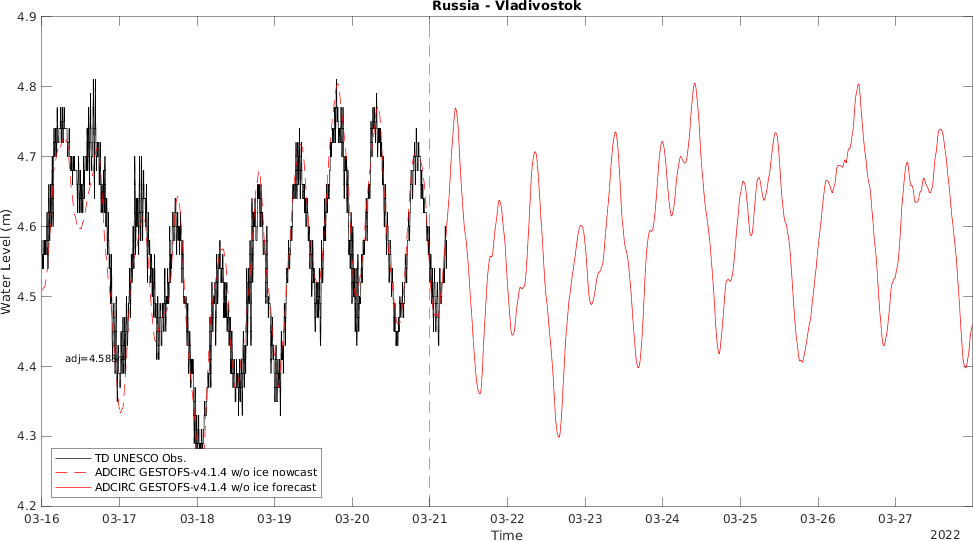 Russia - Vladivostok
4.9
4.8
4.7
4.6
4.5
4.4
4.3
4.2
Water Level (m)
TD UNESCO Obs.
ADCIRC GESTOFS-v4.1.4 w/o ice nowcast
ADCIRC GESTOFS-v4.1.4 w/o ice forecast
03-16 03-17 03-18 03-19 03-20 03-21 03-22 03-23 03-24 03-25 03-26 03-27
Time
2022